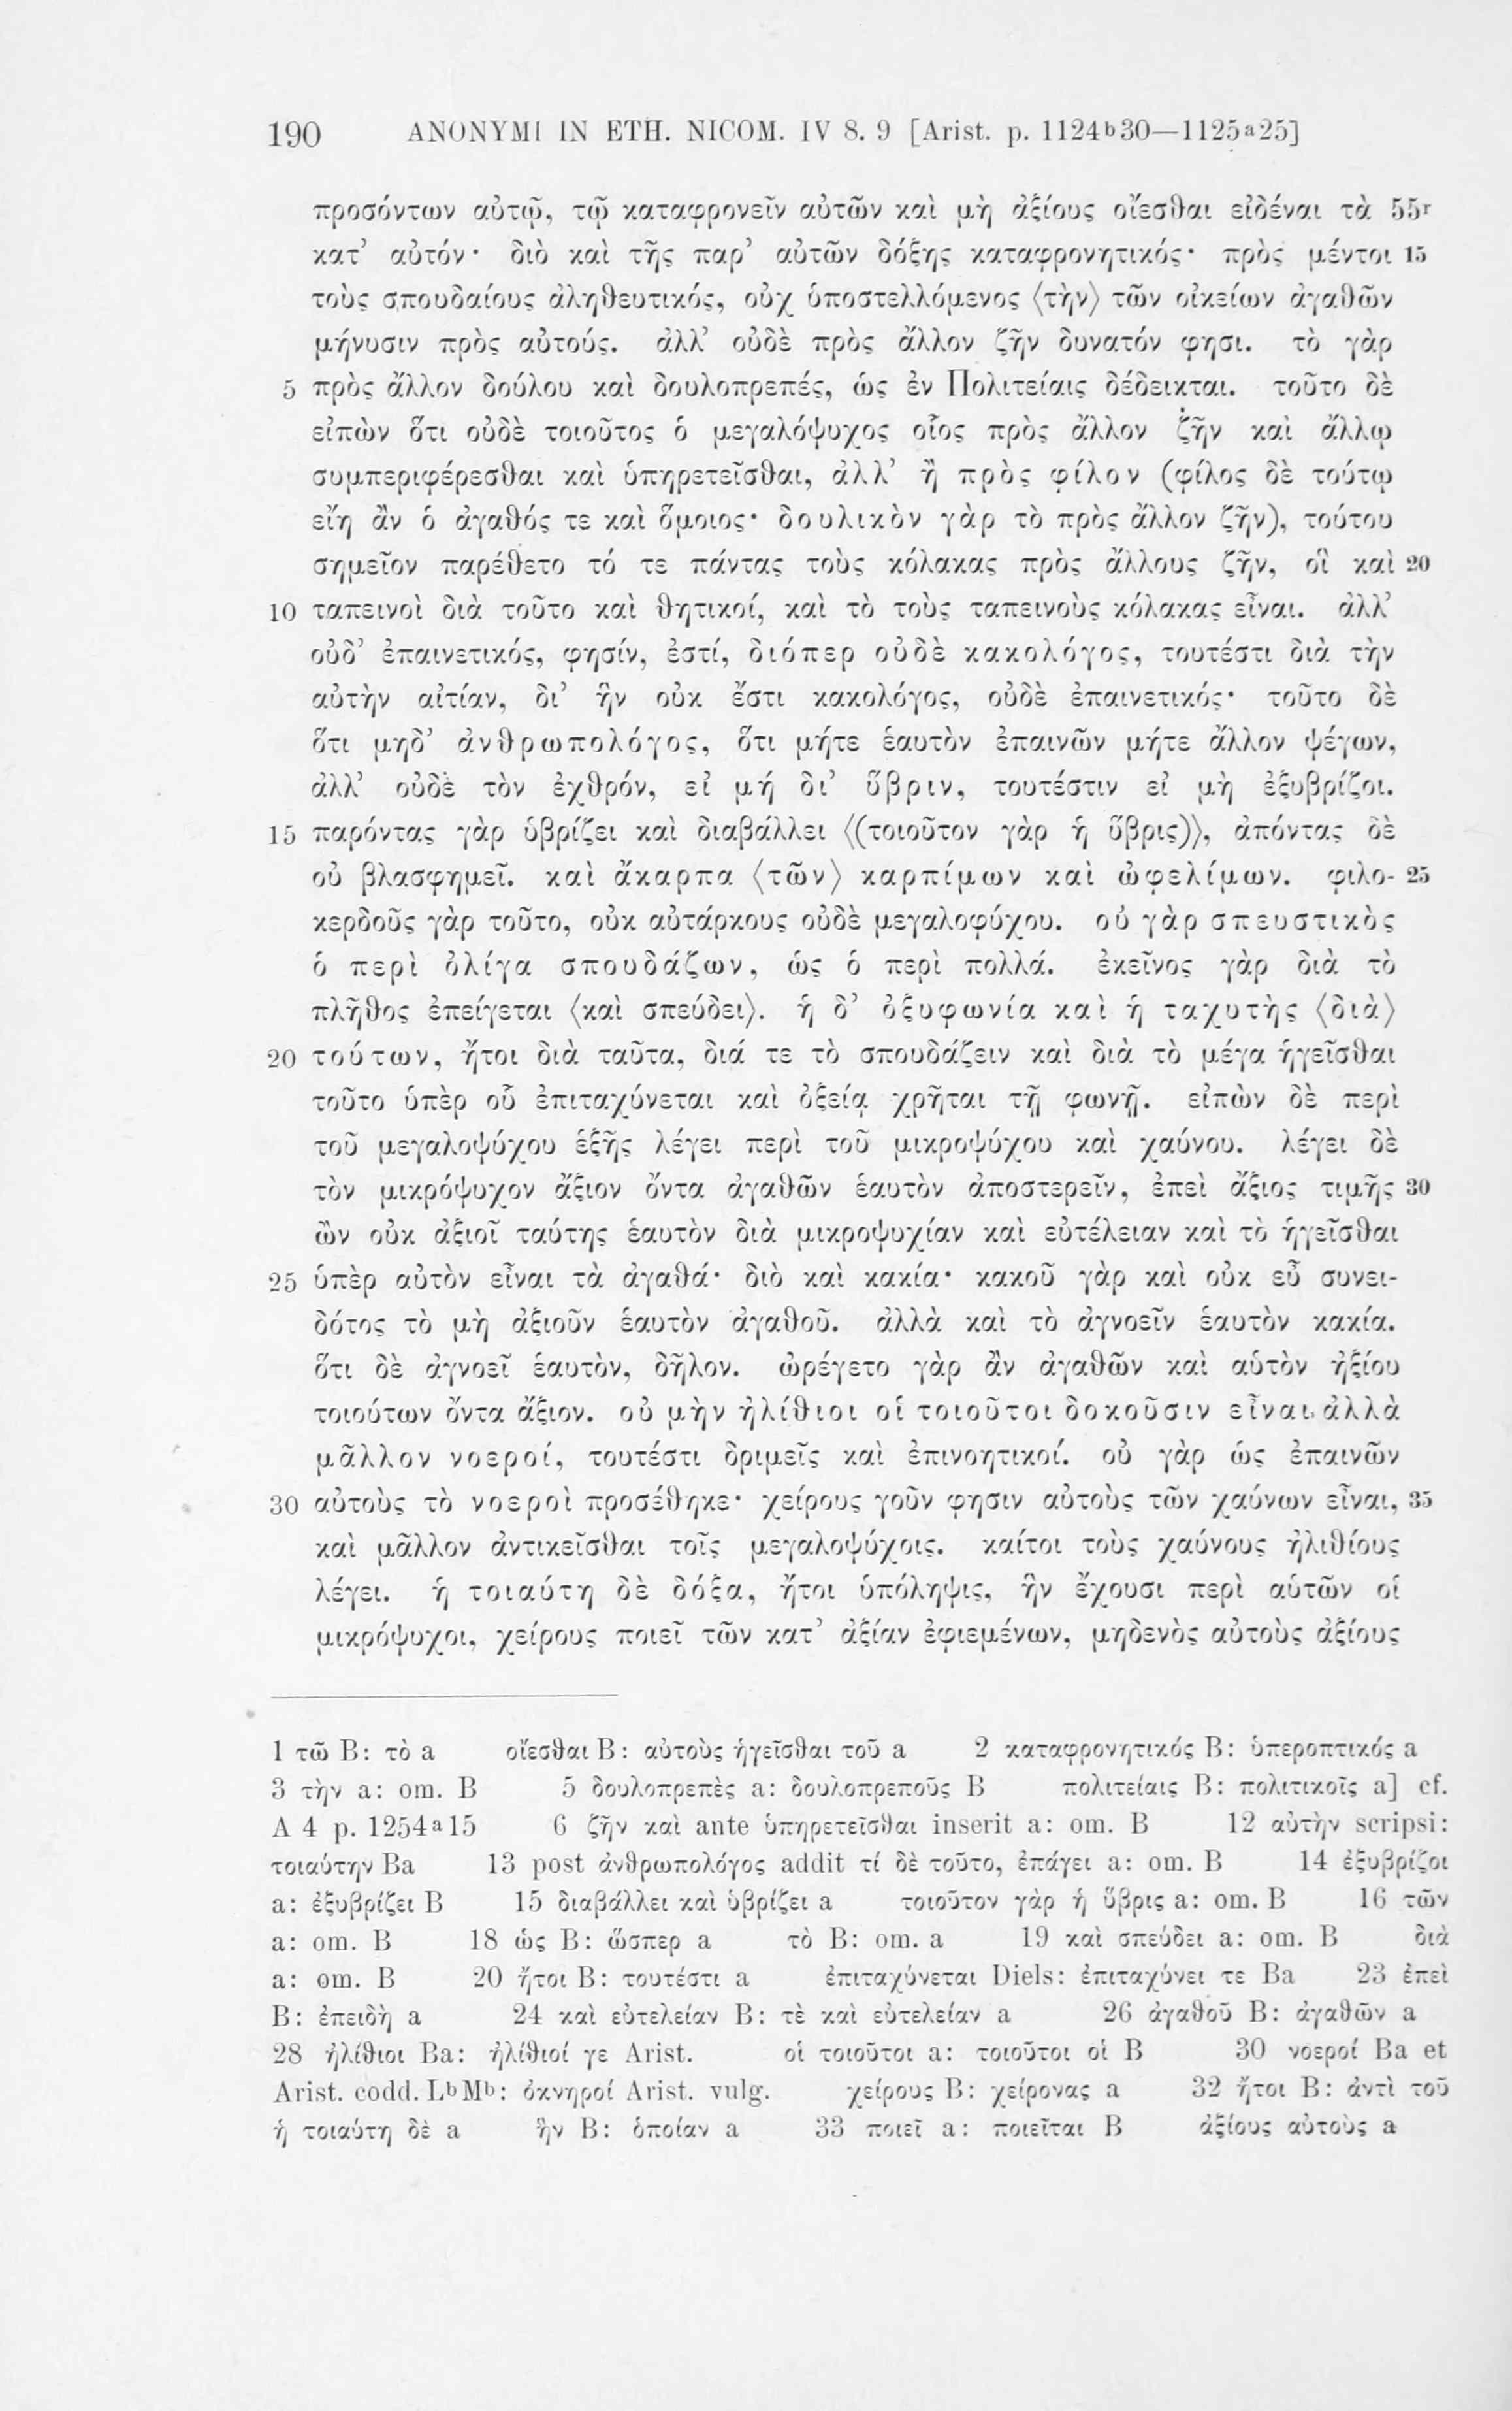 190 ANONYMI IN ETH. NICOM. IV 8. 9 [Arist. p. 1124b30—1125a25]
προσόντων αὐτῷ, τῷ καταφρονεῖν αὐτῶν καὶ μὴ ἀξίους οἴεσθαι εἰδέναι τὰ 55r
κατ’ αὐτόν· διὸ καὶ τῆς παρ’ αὐτῶν δόξης καταφρονητικός· πρὸς μέντοι 15
τοὺς σπουδαίους ἀληθευτικός, οὐχ ὑποστελλόμενος ⟨τὴν⟩ τῶν οἰκείων ἀγαθῶν
μήνυσιν πρὸς αὐτούς. ἀλλ’ οὐδὲ πρὸς ἄλλον ζῆν δυνατόν φησι. τὸ γὰρ
5 πρὸς ἄλλον δούλου καὶ δουλοπρεπές, ὡς ἐν Πολιτείαις δέδεικται. τοῦτο δὲ
εἰπὼν ὅτι οὐδὲ τοιοῦτος ὁ μεγαλόψυχος οἷος πρὸς ἄλλον ζῆν καὶ ἄλλῳ
συμπεριφέρεσθαι καὶ ὑπηρετεῖσθαι, ἀλλ’ ἢ πρὸς φίλον (φίλος δὲ τούτῳ
εἴη ἂν ὁ ἀγαθός τε καὶ ὅμοιος· δουλικὸν γὰρ τὸ πρὸς ἄλλον ζῆν), τούτου
σημεῖον παρέθετο τό τε πάντας τοὺς κόλακας πρὸς ἄλλους ζῆν, οἳ καὶ 20
10 ταπεινοὶ διὰ τοῦτο καὶ θητικοί, καὶ τὸ τοὺς ταπεινοὺς κόλακας εἶναι. ἀλλ’
οὐδ’ ἐπαινετικός, φησίν, ἐστί, διόπερ οὐδὲ κακολόγος, τουτέστι διὰ τὴν
αὐτὴν αἰτίαν, δι’ ἣν οὐκ ἔστι κακολόγος, οὐδὲ ἐπαινετικός· τοῦτο δὲ
ὅτι μηδ’ ἀνθρωπολόγος, ὅτι μήτε ἑαυτὸν ἐπαινῶν μήτε ἄλλον ψέγων,
ἀλλ’ οὐδὲ τὸν ἐχθρόν, εἰ μή δι’ ὕβριν, τουτέστιν εἰ μὴ ἐξυβρίζοι.
15 παρόντας γὰρ ὑβρίζει καὶ διαβάλλει ⟨(τοιοῦτον γὰρ ἡ ὕβρις)⟩, ἀπόντας δὲ
οὐ βλασφημεῖ. καὶ ἄκαρπα ⟨τῶν⟩ καρπίμων καὶ ὠφελίμων. φιλο- 25
κερδοῦς γὰρ τοῦτο, οὐκ αὐτάρκους οὐδὲ μεγαλοφύχου. οὐ γὰρ σπευστικὸς
ὁ περὶ ὀλίγα σπουδάζων, ὡς ὁ περὶ πολλά. ἐκεῖνος γὰρ διὰ τὸ
πλῆθος ἐπείγεται ⟨καὶ σπεύδει⟩. ἡ δ’ ὀξυφωνία καὶ ἡ ταχυτὴς ⟨διὰ⟩
20 τούτων, ἤτοι διὰ ταῦτα, διά τε τὸ σπουδάζειν καὶ διὰ τὸ μέγα ἡγεῖσθαι
τοῦτο ὑπὲρ οὗ ἐπιταχύνεται καὶ ὀξείᾳ χρῆται τῇ φωνῇ. εἰπὼν δὲ περὶ
τοῦ μεγαλοψύχου ἑξῆς λέγει περὶ τοῦ μικροψύχου καὶ χαύνου. λέγει δὲ
τὸν μικρόψυχον ἄξιον ὄντα ἀγαθῶν ἑαυτὸν ἀποστερεῖν, ἐπεὶ ἄξιος τιμῆς 30
ὢν οὐκ ἀξιοῖ ταύτης ἑαυτὸν διὰ μικροψυχίαν καὶ εὐτέλειαν καὶ τὸ ἡγεῖσθαι
25 ὑπὲρ αὑτὸν εἶναι τὰ ἀγαθά· διὸ καὶ κακία· κακοῦ γὰρ καὶ οὐκ εὖ συνει-
δότος τὸ μὴ ἀξιοῦν ἑαυτὸν ἀγαθοῦ. ἀλλὰ καὶ τὸ ἀγνοεῖν ἑαυτὸν κακία.
ὅτι δὲ ἀγνοεῖ ἑαυτὸν, δῆλον. ὠρέγετο γὰρ ἂν ἀγαθῶν καὶ αὑτὸν ἠξίου
τοιούτων ὄντα ἄξιον. οὐ μὴν ἠλίθιοι οἱ τοιοῦτοι δοκοῦσιν εἶναι, ἀλλὰ
μᾶλλον νοεροί, τουτέστι δριμεῖς καὶ ἐπινοητικοί. οὐ γὰρ ὡς ἐπαινῶν
30 αὐτοὺς τὸ νοεροὶ προσέθηκε· χείρους γοῦν φησιν αὐτοὺς τῶν χαύνων εἶναι, 35
καὶ μᾶλλον ἀντικεῖσθαι τοῖς μεγαλοψύχοις. καίτοι τοὺς χαύνους ἠλιθίους
λέγει. ἡ τοιαύτη δὲ δόξα, ἤτοι ὑπόληψις, ἣν ἔχουσι περὶ αὑτῶν οἱ
μικρόψυχοι, χείρους ποιεῖ τῶν κατ’ ἀξίαν ἐφιεμένων, μηδενὸς αὑτοὺς ἀξίους
1 τῶ B: τὸ a οἴεσθαι B: αὐτοὺς ἡγεῖσθαι τοῦ a 2 καταφρονητικός B: ὑπεροπτικός a
3 τὴν a: om. B 5 δουλοπρεπὲς a: δουλοπρεποῦς B πολιτείαις B: πολιτικοῖς a] cf.
A 4 p. 1254a15 6 ζῆν καὶ ante ὑπηρετεῖσθαι inserit a: om. B 12 αὐτὴν scripsi:
τοιαύτην Ba 13 post ἀνθρωπολόγος addit τί δὲ τοῦτο, ἐπάγει a: om. B 14 ἐξυβρίζοι
a: ἐξυβρίζει B 15 διαβάλλει καὶ ὑβρίζει a τοιοῦτον γὰρ ἡ ὕβρις a: om. B 16 τῶν
a: om. B 18 ὡς B: ὥσπερ a τὸ B: om. a 19 καὶ σπεύδει a: om. B διὰ
a: om. B 20 ἤτοι B: τουτέστι a ἐπιταχύνεται Diels: ἐπιταχύνει τε Ba 23 ἐπεὶ
B: ἐπειδὴ a 24 καὶ εὐτελείαν B: τὲ καὶ εὐτελείαν a 26 ἀγαθοῦ B: ἀγαθῶν a
28 ἠλίθιοι Ba: ἠλίθιοί γε Arist. οἱ τοιοῦτοι a: τοιοῦτοι οἱ B 30 νοεροί Ba et
Arist. codd. LbMb: ὀκνηροί Arist. vulg. χείρους B: χείρονας a 32 ἤτοι B: ἀντὶ τοῦ
ἡ τοιαύτη δὲ a ἣν B: ὁποίαν a 33 ποιεῖ a: ποιεῖται B ἀξίους αὑτοὺς a